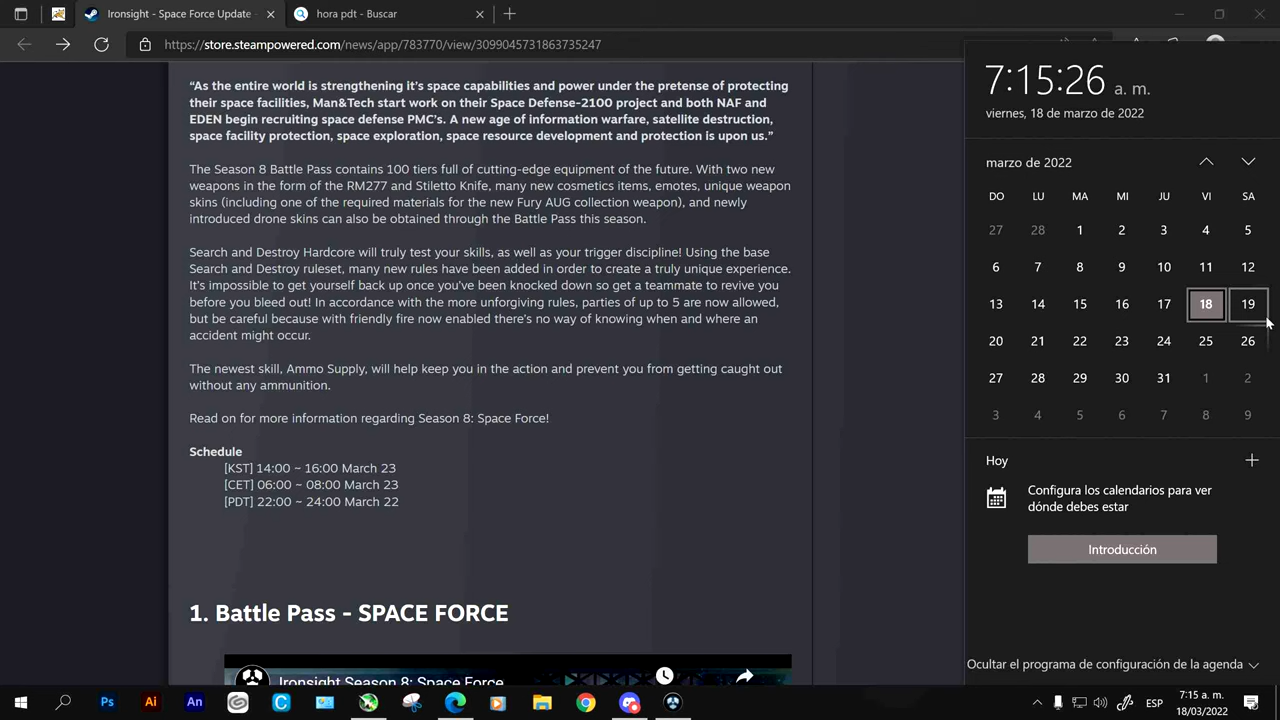 Ironsight - Space Force Update
hora pdt - Buscar
https://store.steampowered.com/news/app/783770/view/3099045731863735247
“As the entire world is strengthening it’s space capabilities and power under the pretense of protecting
their space facilities, Man&Tech start work on their Space Defense-2100 project and both NAF and
EDEN begin recruiting space defense PMC’s. A new age of information warfare, satellite destruction,
space facility protection, space exploration, space resource development and protection is upon us.”
The Season 8 Battle Pass contains 100 tiers full of cutting-edge equipment of the future. With two new
weapons in the form of the RM277 and Stiletto Knife, many new cosmetics items, emotes, unique weapon
skins (including one of the required materials for the new Fury AUG collection weapon), and newly
introduced drone skins can also be obtained through the Battle Pass this season.
Search and Destroy Hardcore will truly test your skills, as well as your trigger discipline! Using the base
Search and Destroy ruleset, many new rules have been added in order to create a truly unique experience.
It's impossible to get yourself back up once you've been knocked down so get a teammate to revive you
before you bleed out! In accordance with the more unforgiving rules, parties of up to 5 are now allowed,
but be careful because with friendly fire now enabled there's no way of knowing when and where an
accident might occur.
The newest skill, Ammo Supply, will help keep you in the action and prevent you from getting caught out
without any ammunition.
Read on for more information regarding Season 8: Space Force!
Schedule
[KST] 14:00 ~ 16:00 March 23
[CET] 06:00 ~ 08:00 March 23
[PDT] 22:00 ~ 24:00 March 22
1. Battle Pass - SPACE FORCE
Ironsight Season 8: Space Force
7:15:26 a. m.
viernes, 18 de marzo de 2022
marzo de 2022
DO LU MA MI JU VI SA
27 28 1 2 3 4 5
6 7 8 9 10 11 12
13 14 15 16 17 18 19
20 21 22 23 24 25 26
27 28 29 30 31 1 2
3 4 5 6 7 8 9
Hoy
Configura los calendarios para ver
dónde debes estar
Introducción
Ocultar el programa de configuración de la agenda
Ps Ai An C
ESP
7:15 a. m.
18/03/2022